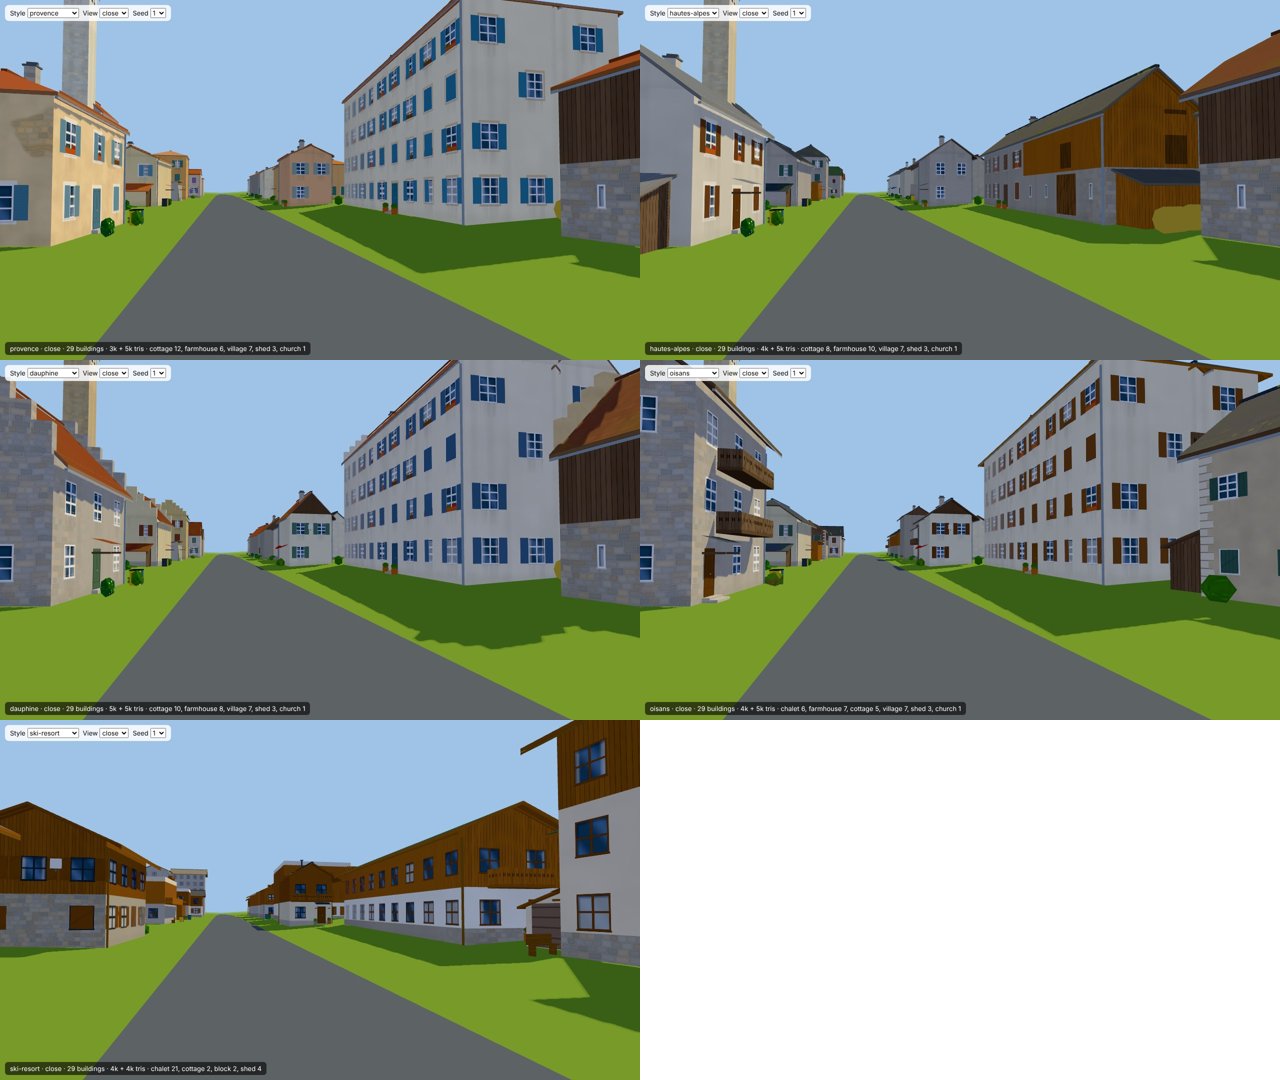 Style provence View close Seed 1
provence · close · 29 buildings · 3k + 5k tris · cottage 12, farmhouse 6, village 7, shed 3, church 1
Style hautes-alpes View close Seed 1
hautes-alpes · close · 29 buildings · 4k + 5k tris · cottage 8, farmhouse 10, village 7, shed 3, church 1
Style dauphine View close Seed 1
dauphine · close · 29 buildings · 5k + 5k tris · cottage 10, farmhouse 8, village 7, shed 3, church 1
Style oisans View close Seed 1
oisans · close · 29 buildings · 4k + 5k tris · chalet 6, farmhouse 7, cottage 5, village 7, shed 3, church 1
Style ski-resort View close Seed 1
ski-resort · close · 29 buildings · 4k + 4k tris · chalet 21, cottage 2, block 2, shed 4